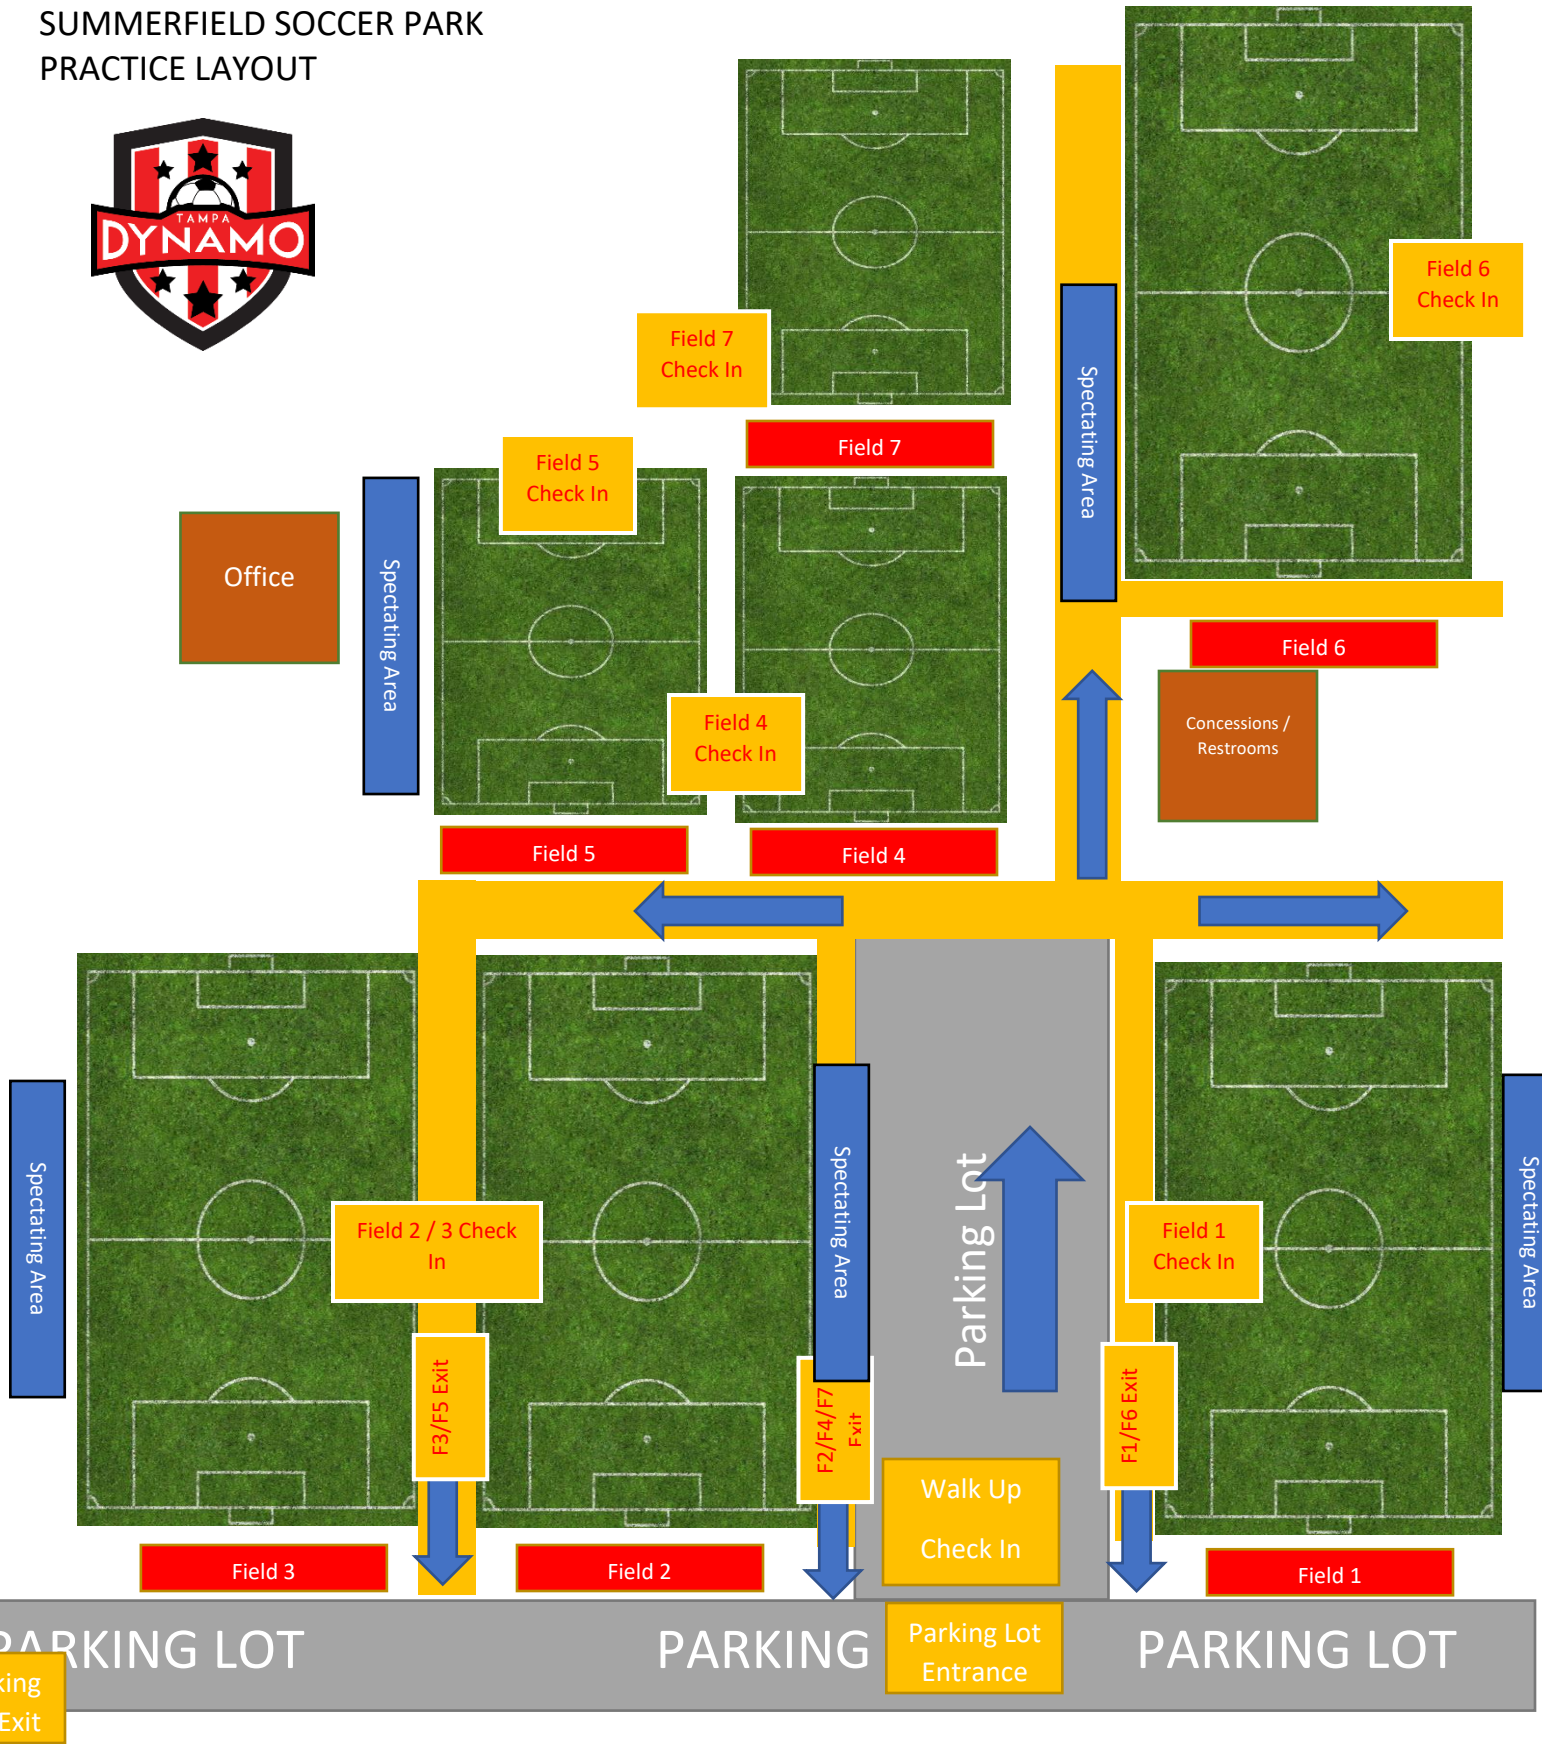 SUMMERFIELD SOCCER PARK
PRACTICE LAYOUT
TAMPA
DYNAMO
Field 6
Check In
Field 7
Check In
Spectating Area
Field 7
Field 5
Check In
Office
Spectating Area
Field 6
Field 4
Check In
Concessions /
Restrooms
Field 5
Field 4
Spectating Area
Field 2 / 3 Check
In
Spectating Area
Parking Lot
Field 1
Check In
Spectating Area
F3/F5 Exit
F2/F4/F7
Exit
F1/F6 Exit
Walk Up
Check In
Field 3
Field 2
Field 1
PARKING LOT
PARKING
Parking Lot
Entrance
PARKING LOT
king
Exit